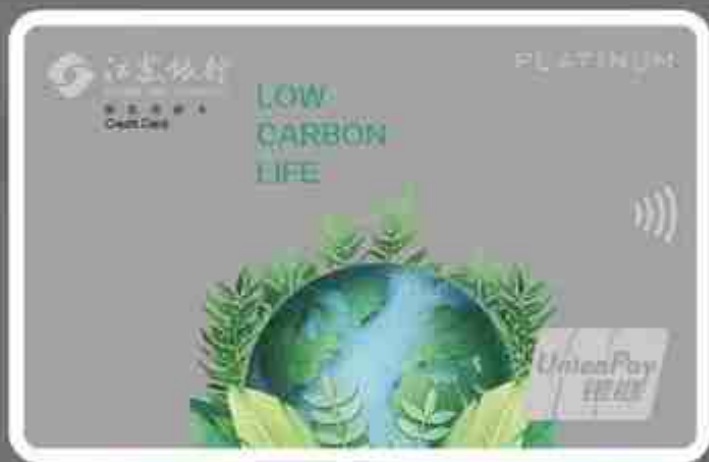 江苏银行
Credit Card
PLATINUM
LOW
CARBON
LIFE
UnionPay
银联